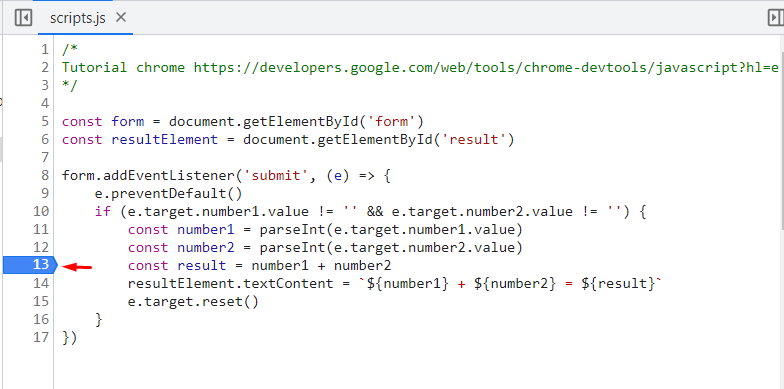 scripts.js ×
1 /*
2 Tutorial chrome https://developers.google.com/web/tools/chrome-devtools/javascript?hl=e
3 */
4
5 const form = document.getElementById('form')
6 const resultElement = document.getElementById('result')
7
8 form.addEventListener('submit', (e) => {
9     e.preventDefault()
10     if (e.target.number1.value != '' && e.target.number2.value != '') {
11         const number1 = parseInt(e.target.number1.value)
12         const number2 = parseInt(e.target.number2.value)
13         const result = number1 + number2
14         resultElement.textContent = `${number1} + ${number2} = ${result}`
15         e.target.reset()
16     }
17 })